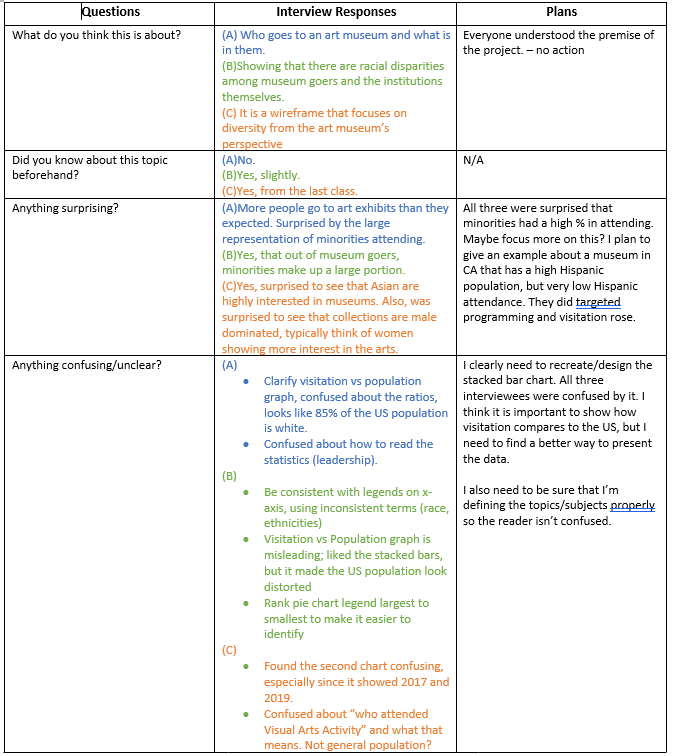 Questions
Interview Responses
Plans
What do you think this is about?
(A) Who goes to an art museum and what is
in them.
(B)Showing that there are racial disparities
among museum goers and the institutions
themselves.
(C) It is a wireframe that focuses on
diversity from the art museum's
perspective
Everyone understood the premise of
the project. – no action
Did you know about this topic
beforehand?
(A)No.
(B)Yes, slightly.
(C)Yes, from the last class.
N/A
Anything surprising?
(A)More people go to art exhibits than they
expected. Surprised by the large
representation of minorities attending.
(B)Yes, that out of museum goers,
minorities make up a large portion.
(C)Yes, surprised to see that Asian are
highly interested in museums. Also, was
surprised to see that collections are male
dominated, typically think of women
showing more interest in the arts.
All three were surprised that
minorities had a high % in attending.
Maybe focus more on this? I plan to
give an example about a museum in
CA that has a high Hispanic
population, but very low Hispanic
attendance. They did targeted
programming and visitation rose.
Anything confusing/unclear?
(A)
• Clarify visitation vs population
graph, confused about the ratios,
looks like 85% of the US population
is white.
• Confused about how to read the
statistics (leadership).
(B)
• Be consistent with legends on x-
axis, using inconsistent terms (race,
ethnicities)
• Visitation vs Population graph is
misleading; liked the stacked bars,
but it made the US population look
distorted
• Rank pie chart legend largest to
smallest to make it easier to
identify
(C)
• Found the second chart confusing,
especially since it showed 2017 and
2019.
• Confused about “who attended
Visual Arts Activity” and what that
means. Not general population?
I clearly need to recreate/design the
stacked bar chart. All three
interviewees were confused by it. I
think it is important to show how
visitation compares to the US, but I
need to find a better way to present
the data.
I also need to be sure that I'm
defining the topics/subjects properly
so the reader isn't confused.